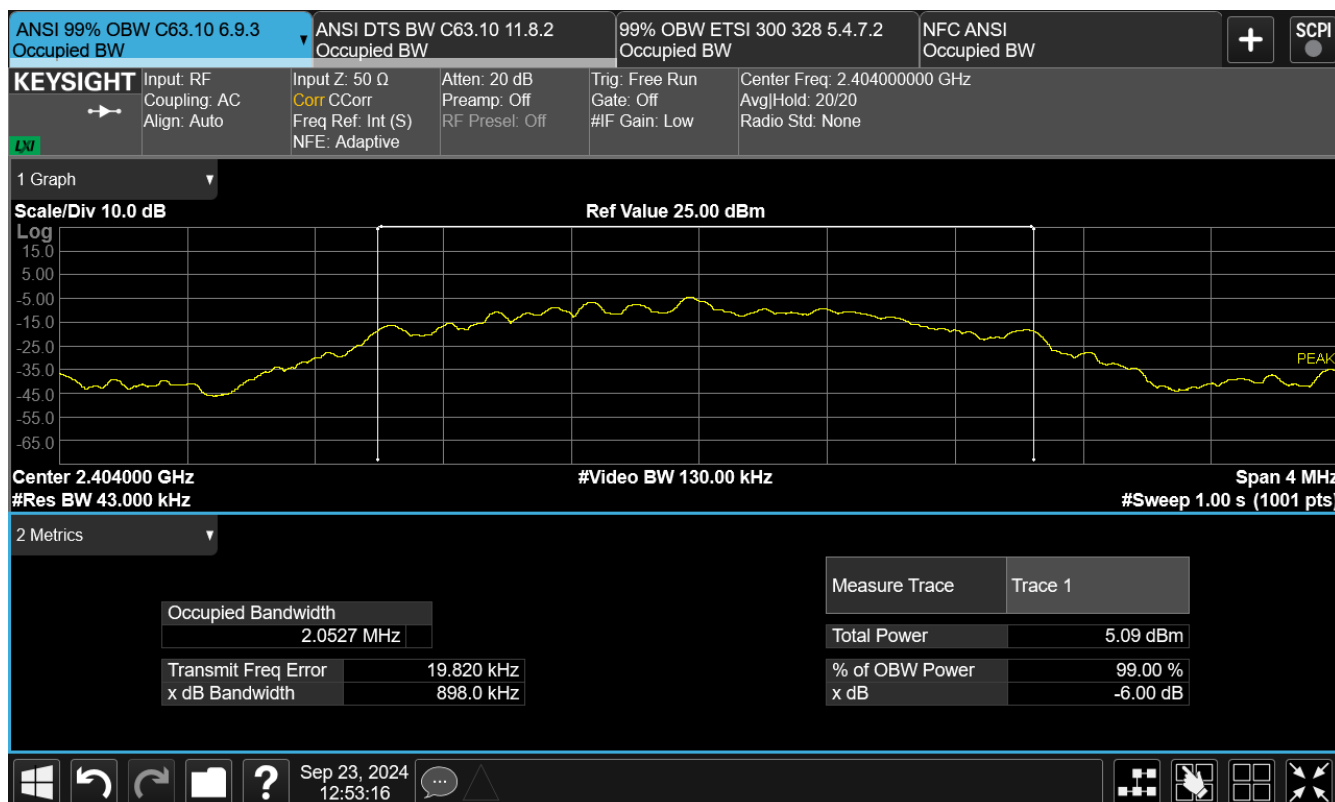 ANSI 99% OBW C63.10 6.9.3
Occupied BW
ANSI DTS BW C63.10 11.8.2
Occupied BW
99% OBW ETSI 300 328 5.4.7.2
Occupied BW
NFC ANSI
Occupied BW
SCPI
KEYSIGHT
LXI
Input: RF
Coupling: AC
Align: Auto
Input Z: 50 Ω
Corr CCorr
Freq Ref: Int (S)
NFE: Adaptive
Atten: 20 dB
Preamp: Off
RF Presel: Off
Trig: Free Run
Gate: Off
#IF Gain: Low
Center Freq: 2.404000000 GHz
Avg|Hold: 20/20
Radio Std: None
1 Graph
Scale/Div 10.0 dB
Ref Value 25.00 dBm
Log
15.0
5.00
-5.00
-15.0
-25.0
-35.0
-45.0
-55.0
-65.0
PEAK
Center 2.404000 GHz
#Video BW 130.00 kHz
Span 4 MHz
#Res BW 43.000 kHz
#Sweep 1.00 s (1001 pts)
2 Metrics
Measure Trace Trace 1
Occupied Bandwidth
2.0527 MHz
Total Power 5.09 dBm
Transmit Freq Error 19.820 kHz
% of OBW Power 99.00 %
x dB Bandwidth 898.0 kHz
x dB -6.00 dB
Sep 23, 2024
12:53:16